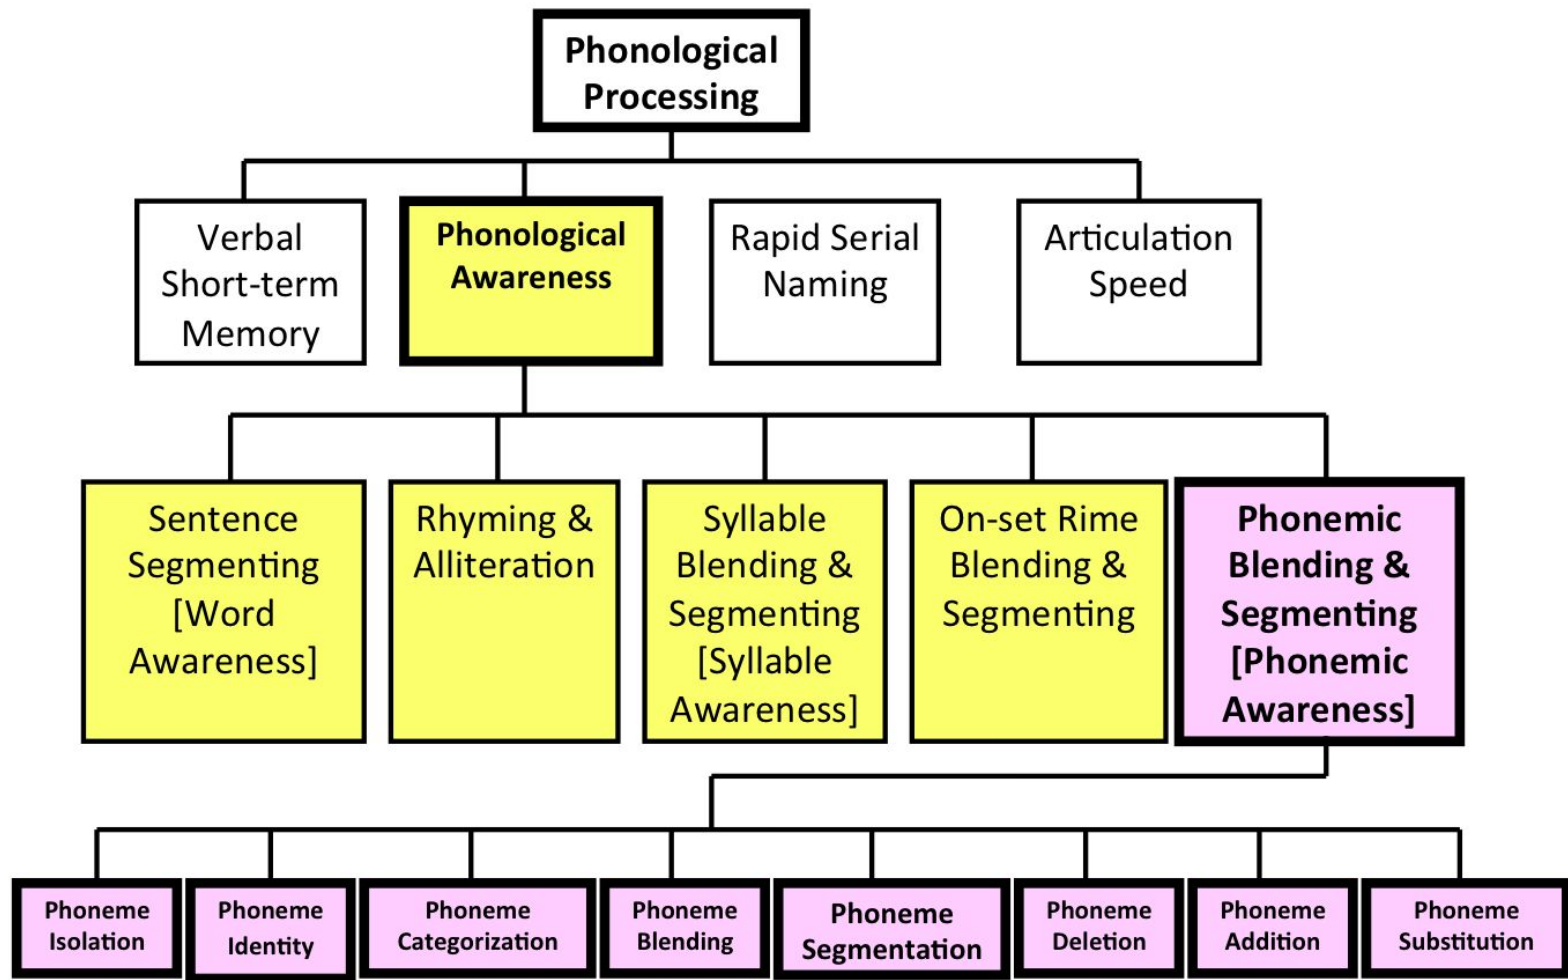 Phonological
Processing
Verbal
Short-term
Memory
Phonological
Awareness
Rapid Serial
Naming
Articulation
Speed
Sentence
Segmenting
[Word
Awareness]
Rhyming &
Alliteration
Syllable
Blending &
Segmenting
[Syllable
Awareness]
On-set Rime
Blending &
Segmenting
Phonemic
Blending &
Segmenting
[Phonemic
Awareness]
Phoneme
Isolation
Phoneme
Identity
Phoneme
Categorization
Phoneme
Blending
Phoneme
Segmentation
Phoneme
Deletion
Phoneme
Addition
Phoneme
Substitution